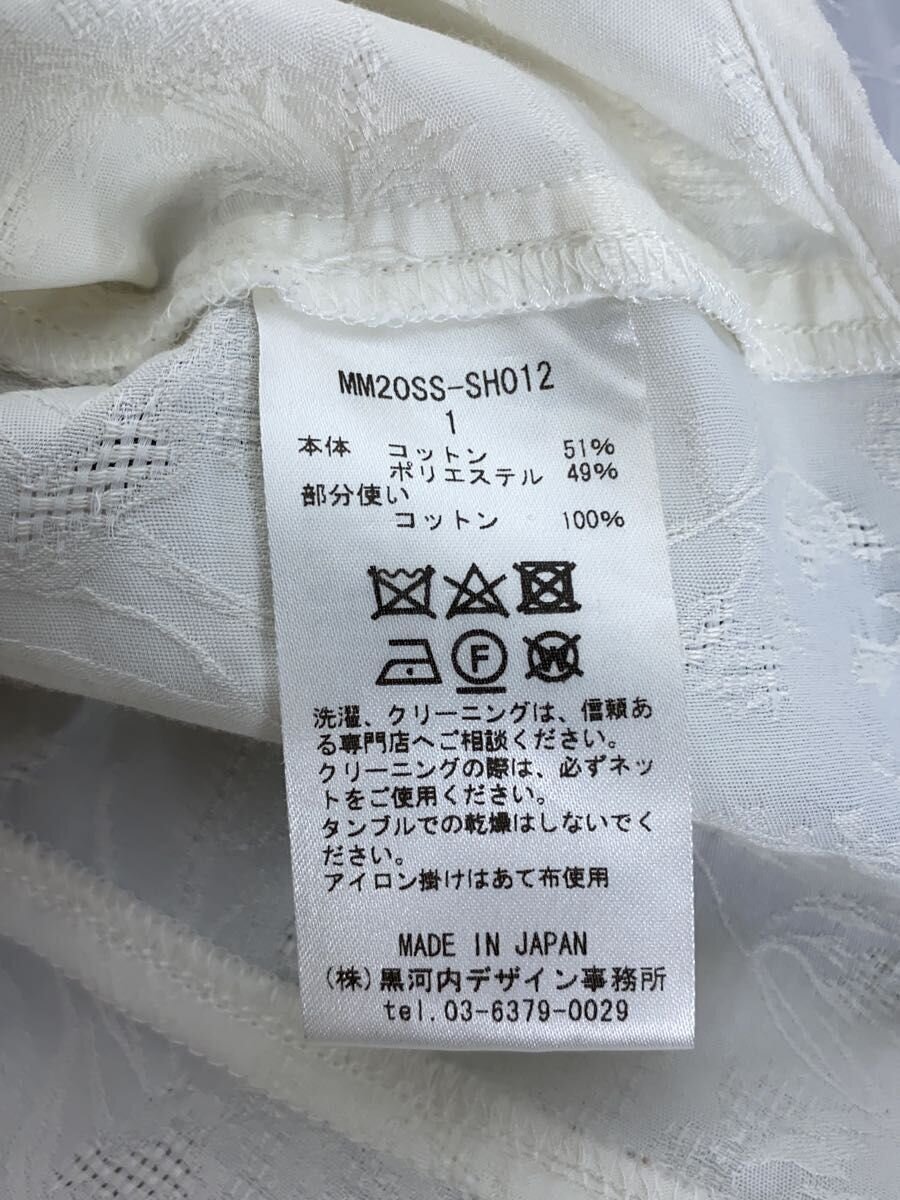 MM20SS-SH012
1
本体 コットン 51%
ポリエステル 49%
部分使い
コットン 100%
F W
洗濯、クリーニングは、信頼あ
る専門店へご相談ください。
クリーニングの際は、必ずネッ
トをご使用ください。
タンブルでの乾燥はしないでく
ださい。
アイロン掛けはあて布使用
MADE IN JAPAN
(株)黒河内デザイン事務所
tel.03-6379-0029